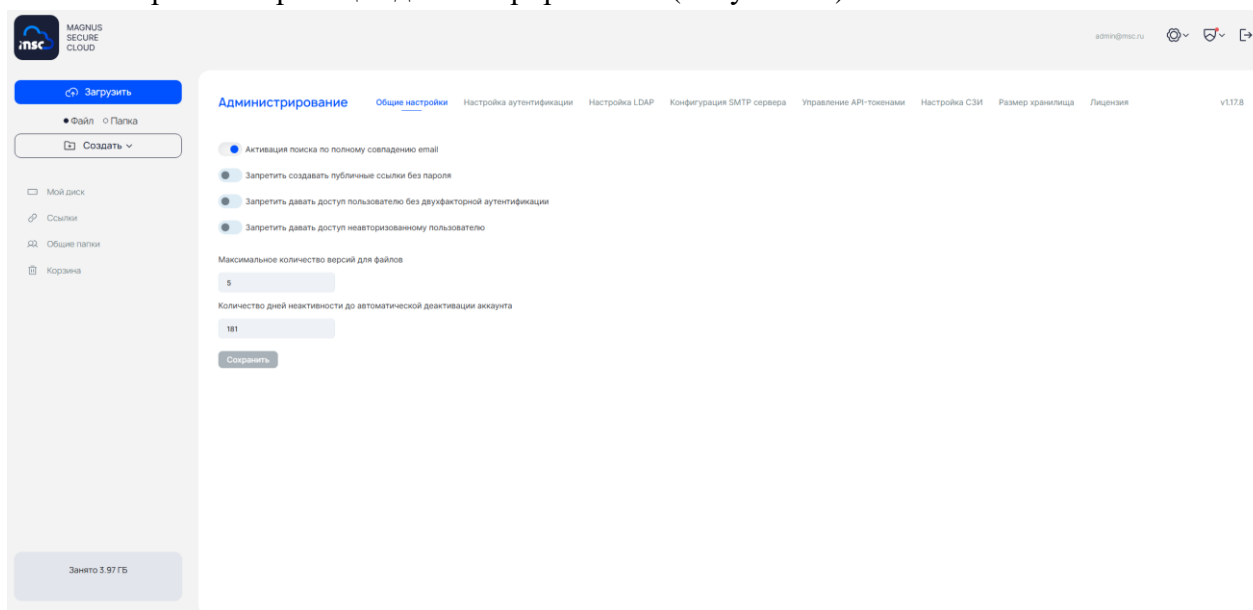 MAGNUS
SECURE
CLOUD
msc
admin@msc.ru
Загрузить
Файл Папка
Создать
Мой диск
Ссылки
Общие папки
Корзина
Занято 3.97 ГБ
Администрирование Общие настройки Настройка аутентификации Настройка LDAP Конфигурация SMTP сервера Управление API-токенами Настройка СЗИ Размер хранилища Лицензия v1.17.8
Активация поиска по полному совпадению email
Запретить создавать публичные ссылки без пароля
Запретить давать доступ пользователю без двухфакторной аутентификации
Запретить давать доступ неавторизованному пользователю
Максимальное количество версий для файлов
5
Количество дней неактивности до автоматической деактивации аккаунта
181
Сохранить